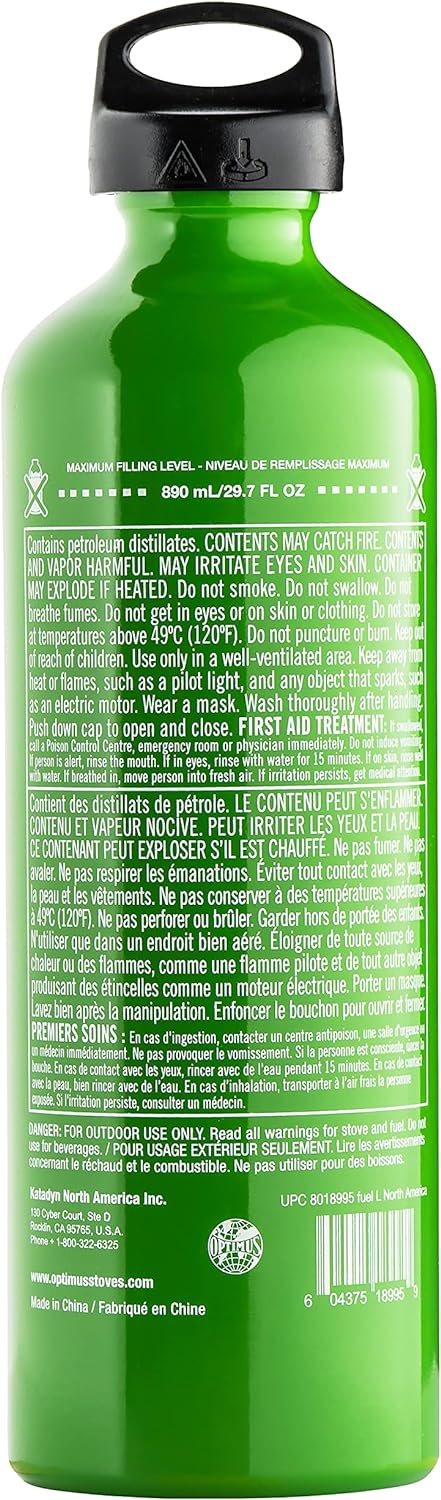 MAXIMUM FILLING LEVEL - NIVEAU DE REMPLISSAGE MAXIMUM
890 mL/29.7 FL OZ
Contains petroleum distillates. CONTENTS MAY CATCH FIRE. CONTENTS
AND VAPOR HARMFUL. MAY IRRITATE EYES AND SKIN. CONTAINER
MAY EXPLODE IF HEATED. Do not smoke. Do not swallow. Do not
breathe fumes. Do not get in eyes or on skin or clothing. Do not store
at temperatures above 49ºC (120ºF). Do not puncture or burn. Keep out
of reach of children. Use only in a well-ventilated area. Keep away from
heat or flames, such as a pilot light, and any object that sparks, such
as an electric motor. Wear a mask. Wash thoroughly after handling.
Push down cap to open and close. FIRST AID TREATMENT: If swallowed,
call a Poison Control Centre, emergency room or physician immediately. Do not induce vomiting.
If person is alert, rinse the mouth. If in eyes, rinse with water for 15 minutes. If on skin, rinse well
with water. If breathed in, move person into fresh air. If irritation persists, get medical attention.
Contient des distillats de pétrole. LE CONTENU PEUT S'ENFLAMMER.
CONTENU ET VAPEUR NOCIVE. PEUT IRRITER LES YEUX ET LA PEAU.
CE CONTENANT PEUT EXPLOSER S'IL EST CHAUFFÉ. Ne pas fumer. Ne pas
avaler. Ne pas respirer les émanations. Éviter tout contact avec les yeux,
la peau et les vêtements. Ne pas conserver à des températures supérieures
à 49ºC (120ºF). Ne pas perforer ou brûler. Garder hors de portée des enfants.
N'utiliser que dans un endroit bien aéré. Éloigner de toute source de
chaleur ou des flammes, comme une flamme pilote et de tout autre objet
produisant des étincelles comme un moteur électrique. Porter un masque.
Lavez bien après la manipulation. Enfoncer le bouchon pour ouvrir et fermer.
PREMIERS SOINS : En cas d'ingestion, contacter un centre antipoison, une salle d'urgence ou
un médecin immédiatement. Ne pas provoquer le vomissement. Si la personne est consciente, rincer la
bouche. En cas de contact avec les yeux, rincer avec de l'eau pendant 15 minutes. En cas de contact
avec la peau, bien rincer avec de l'eau. En cas d'inhalation, transporter à l'air frais la personne
exposée. Si l'irritation persiste, consulter un médecin.
DANGER: FOR OUTDOOR USE ONLY. Read all warnings for stove and fuel. Do not
use for beverages. / POUR USAGE EXTÉRIEUR SEULEMENT. Lire les avertissements
concernant le réchaud et le combustible. Ne pas utiliser pour des boissons.
Katadyn North America Inc.
130 Cyber Court, Ste D
Rocklin, CA 95765, U.S.A.
Phone + 1-800-322-6325
www.optimusstoves.com
Made in China / Fabriqué en Chine
OPTIMUS
UPC 8018995 fuel L North America
6 04375 18995 9